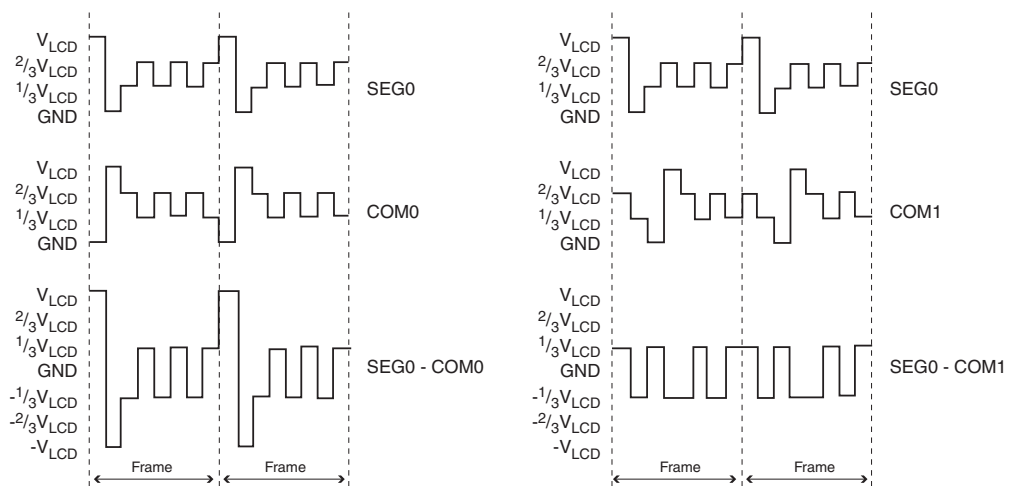 V_LCD
2/3V_LCD
1/3V_LCD
GND
SEG0
V_LCD
2/3V_LCD
1/3V_LCD
GND
COM0
V_LCD
2/3V_LCD
1/3V_LCD
GND
-1/3V_LCD
-2/3V_LCD
-V_LCD
SEG0 - COM0
Frame
Frame
V_LCD
2/3V_LCD
1/3V_LCD
GND
SEG0
V_LCD
2/3V_LCD
1/3V_LCD
GND
COM1
V_LCD
2/3V_LCD
1/3V_LCD
GND
-1/3V_LCD
-2/3V_LCD
-V_LCD
SEG0 - COM1
Frame
Frame